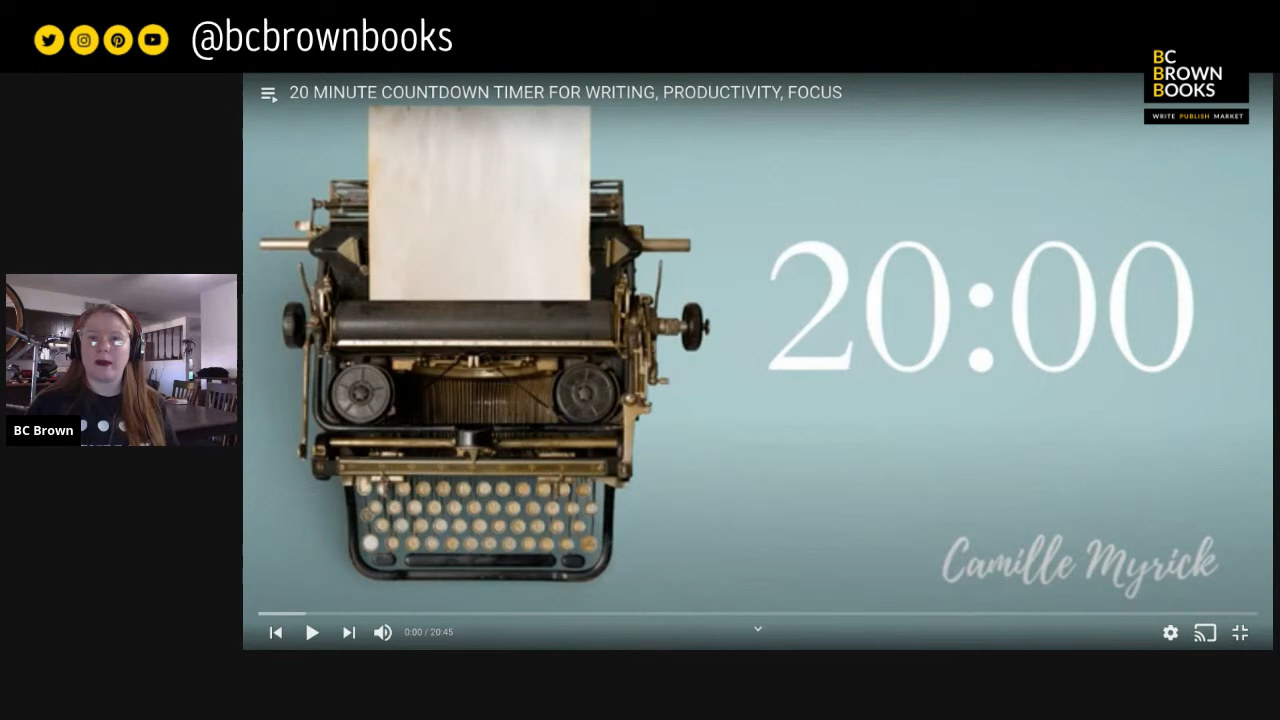 @bcbrownbooks
20 MINUTE COUNTDOWN TIMER FOR WRITING, PRODUCTIVITY, FOCUS
BC
BROWN
BOOKS
WRITE PUBLISH MARKET
20:00
BC Brown
Camille Myrick
0:00 / 20:45